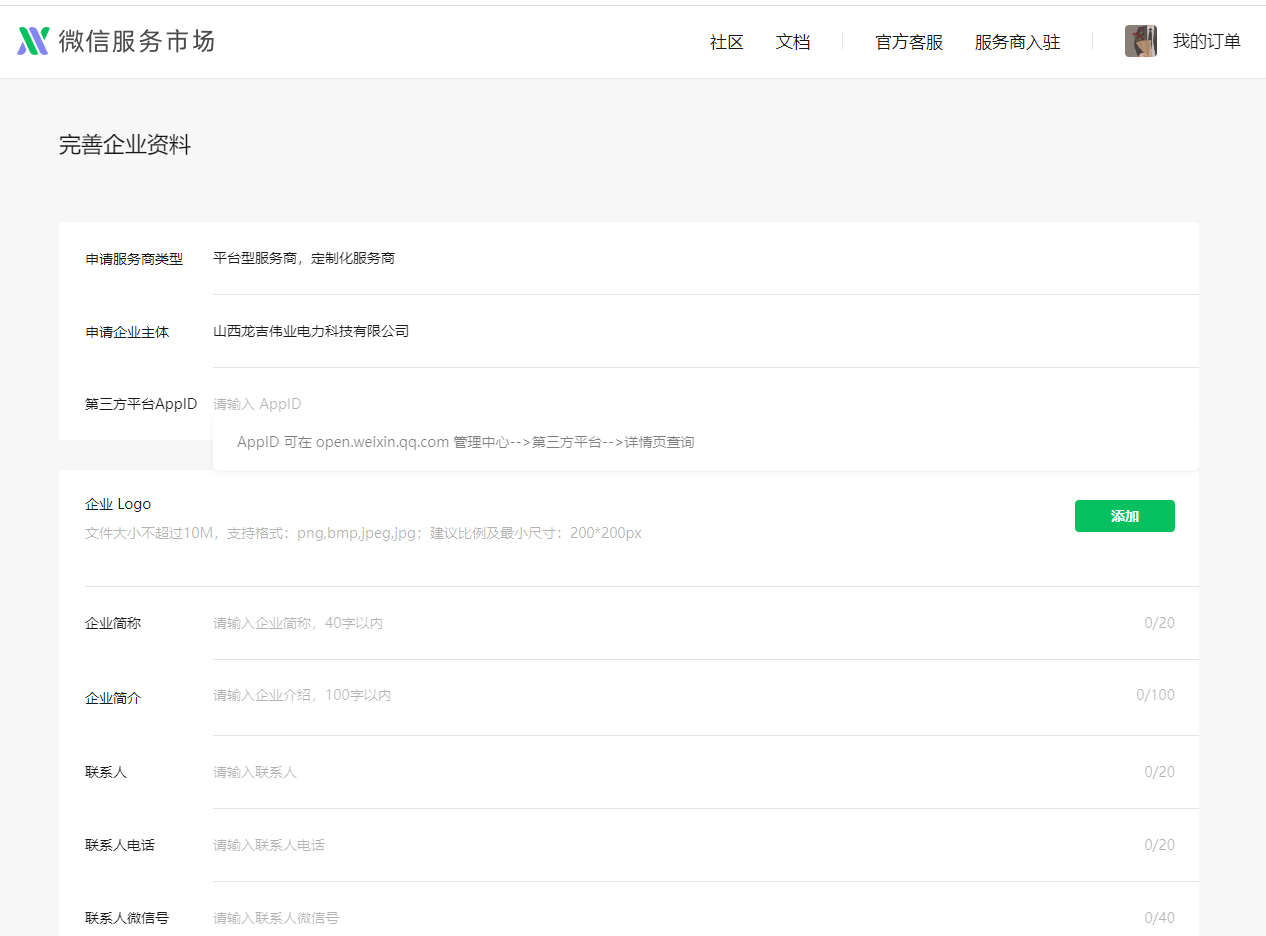 微信服务市场 社区 文档 官方客服 服务商入驻 我的订单
完善企业资料
申请服务商类型 平台型服务商，定制化服务商
申请企业主体 山西龙吉伟业电力科技有限公司
第三方平台AppID 请输入 AppID
AppID 可在 open.weixin.qq.com 管理中心-->第三方平台-->详情页查询
企业 Logo
添加
文件大小不超过10M，支持格式：png,bmp,jpeg,jpg；建议比例及最小尺寸：200*200px
企业简称 请输入企业简称，40字以内 0/20
企业简介 请输入企业介绍，100字以内 0/100
联系人 请输入联系人 0/20
联系人电话 请输入联系人电话 0/20
联系人微信号 请输入联系人微信号 0/40